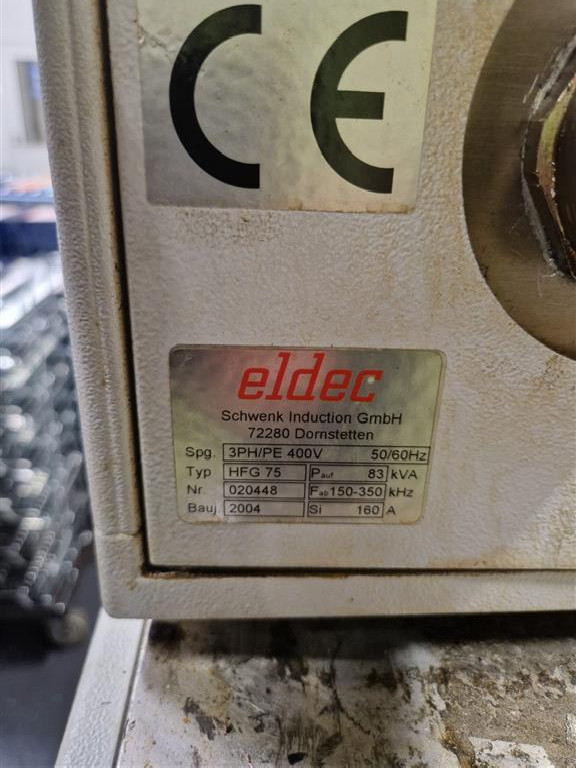 CE
eldec
Schwenk Induction GmbH
72280 Dornstetten
Spg. 3PH/PE 400V 50/60Hz
Typ HFG 75 Pauf 83 kVA
Nr. 020448 Fab 150-350 kHz
Bauj. 2004 Si 160 A